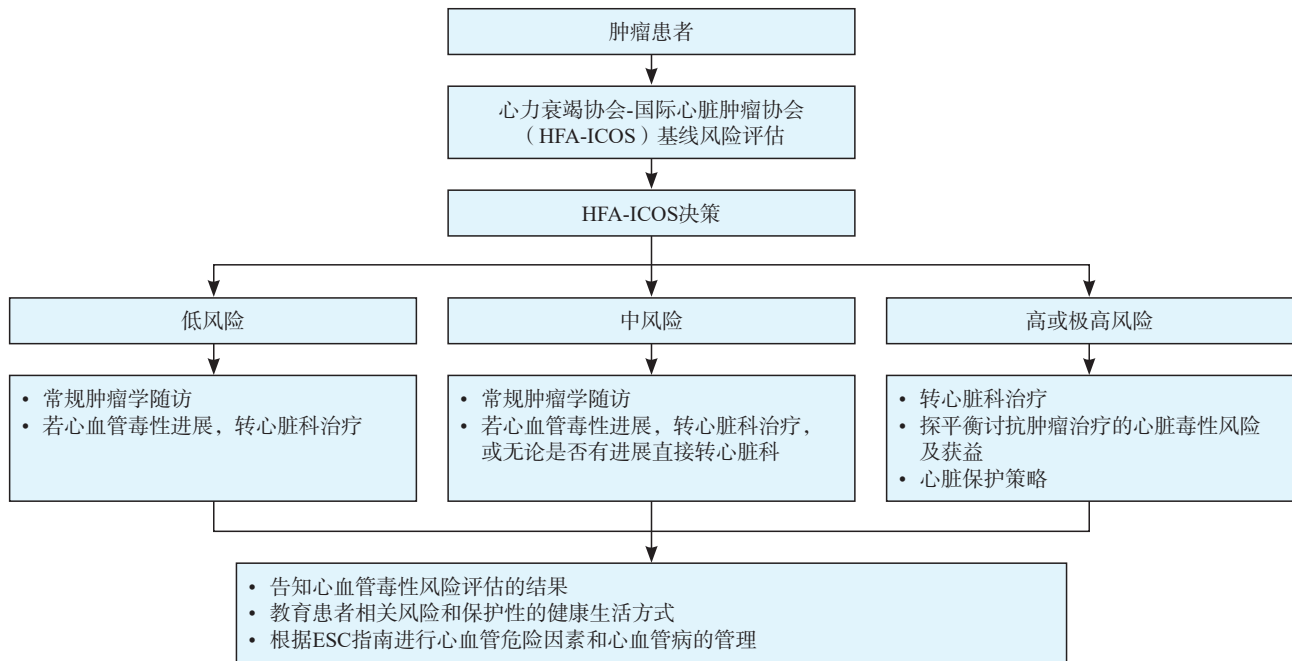 肿瘤患者
心力衰竭协会-国际心脏肿瘤协会
（HFA-ICOS）基线风险评估
HFA-ICOS决策
低风险
中风险
高或极高风险
• 常规肿瘤学随访
• 若心血管毒性进展，转心脏科治疗
• 常规肿瘤学随访
• 若心血管毒性进展，转心脏科治疗，
或无论是否有进展直接转心脏科
• 转心脏科治疗
• 探平衡讨抗肿瘤治疗的心脏毒性风险
及获益
• 心脏保护策略
• 告知心血管毒性风险评估的结果
• 教育患者相关风险和保护性的健康生活方式
• 根据ESC指南进行心血管危险因素和心血管病的管理